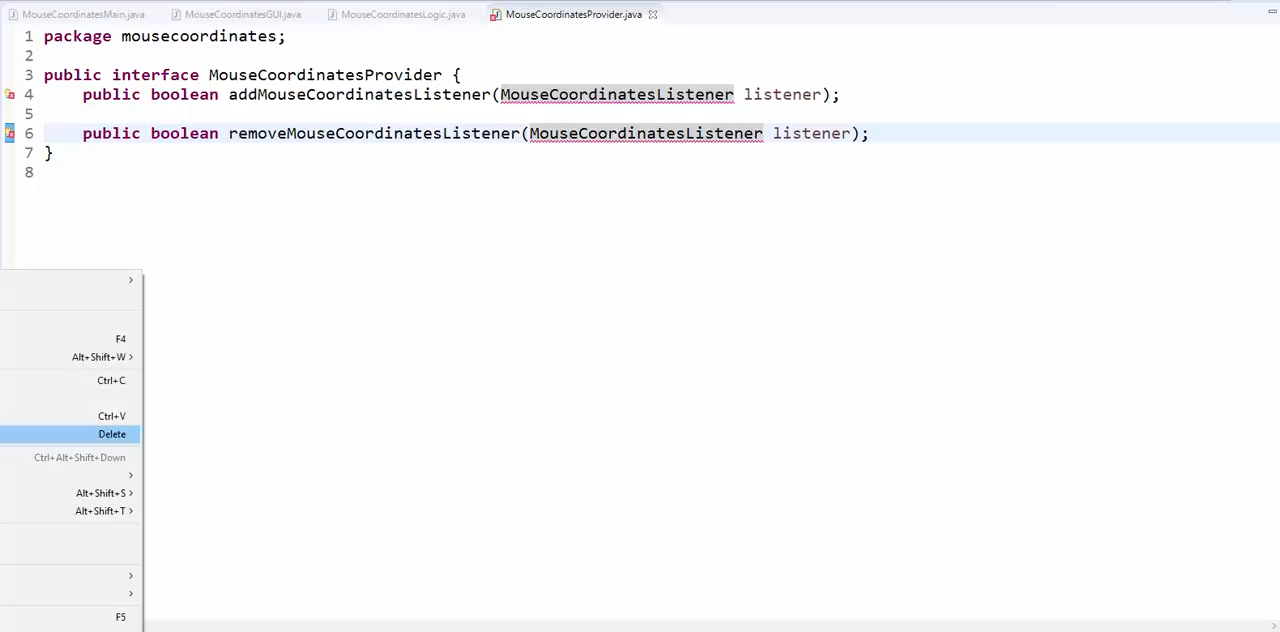 MouseCoordinatesMain.java MouseCoordinatesGUI.java MouseCoordinatesLogic.java MouseCoordinatesProvider.java
1 package mousecoordinates;
2
3 public interface MouseCoordinatesProvider {
4 public boolean addMouseCoordinatesListener(MouseCoordinatesListener listener);
5
6 public boolean removeMouseCoordinatesListener(MouseCoordinatesListener listener);
7 }
8
F4
Alt+Shift+W
Ctrl+C
Ctrl+V
Delete
Ctrl+Alt+Shift+Down
Alt+Shift+S
Alt+Shift+T
F5